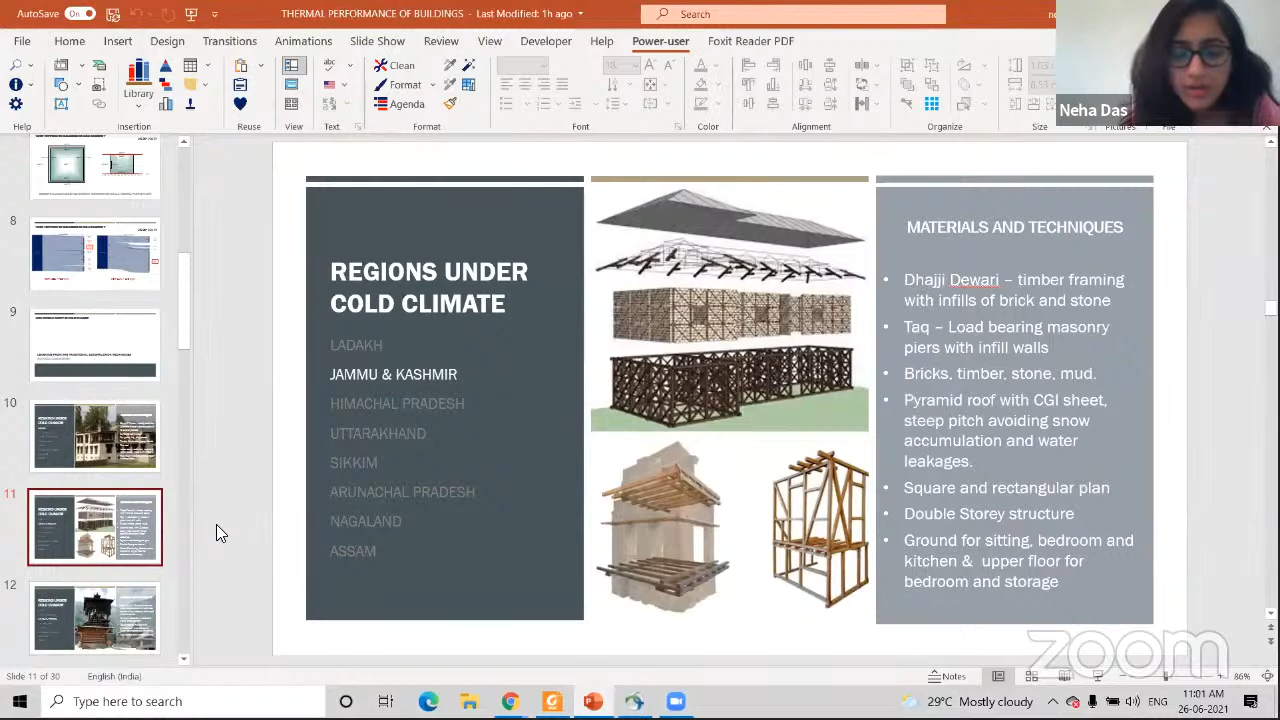 AutoSave On
THERMAL PERFORMANCE OF BUILDINGS - Last Modified: 1h ago
Search
File Home Insert Design Transitions Animations Slide Show Review View Developer Help Power-user Foxit Reader PDF
Library
Clean
Format
Agenda
Help Insertion Reuse View Text Format Font Color Alignment Organize Size Pictures
Neha Das
8
10
11
12
REGIONS UNDER
COLD CLIMATE
LADAKH
JAMMU & KASHMIR
HIMACHAL PRADESH
UTTARAKHAND
SIKKIM
ARUNACHAL PRADESH
NAGALAND
ASSAM
MATERIALS AND TECHNIQUES
• Dhajji Dewari – timber framing
with infills of brick and stone
• Taq – Load bearing masonry
piers with infill walls
• Bricks, timber, stone, mud.
• Pyramid roof with CGI sheet,
steep pitch avoiding snow
accumulation and water
leakages.
• Square and rectangular plan
• Double Storey structure
• Ground for sitting, bedroom and
kitchen & upper floor for
bedroom and storage
zoom
Slide 11 of 30 English (India) Notes 86%
Type here to search
29°C Mostly cloudy ENG 11:01 AM
26-06-2021